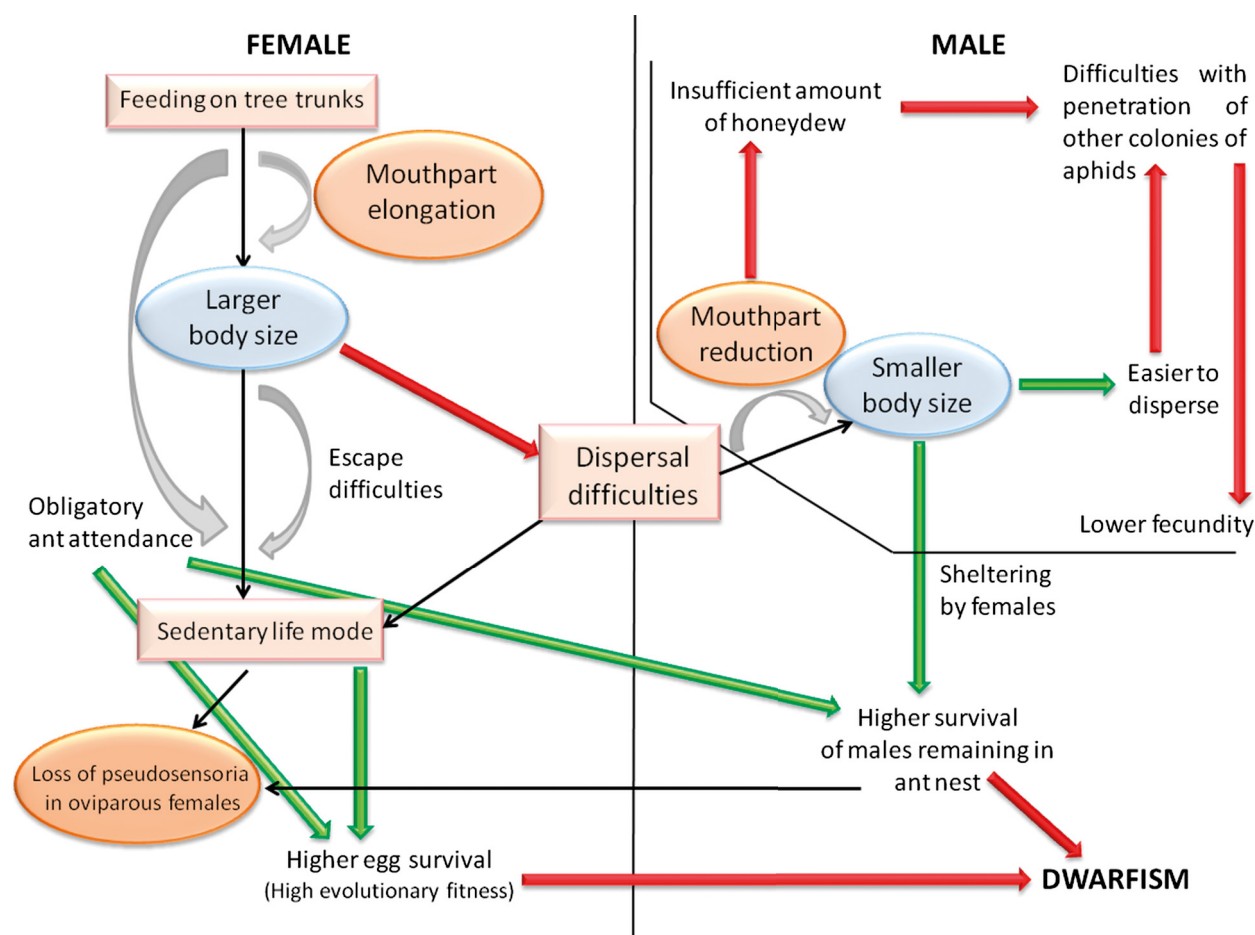 FEMALE
Feeding on tree trunks
Mouthpart
elongation
Larger
body size
Escape
difficulties
Obligatory
ant attendance
Sedentary life mode
Loss of pseudosensoria
in oviparous females
Higher egg survival
(High evolutionary fitness)
Dispersal
difficulties
MALE
Insufficient amount
of honeydew
Difficulties with
penetration of
other colonies of
aphids
Mouthpart
reduction
Smaller
body size
Easier to
disperse
Lower fecundity
Sheltering
by females
Higher survival
of males remaining in
ant nest
DWARFISM